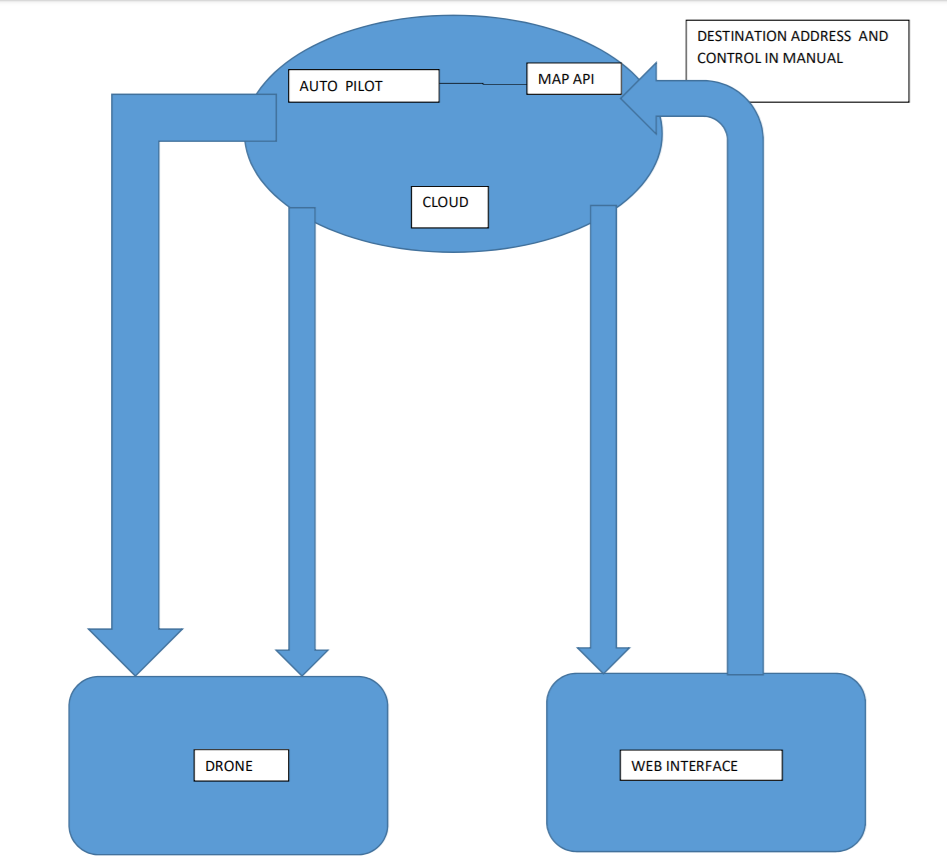 DESTINATION ADDRESS AND
CONTROL IN MANUAL
AUTO PILOT
MAP API
CLOUD
DRONE
WEB INTERFACE